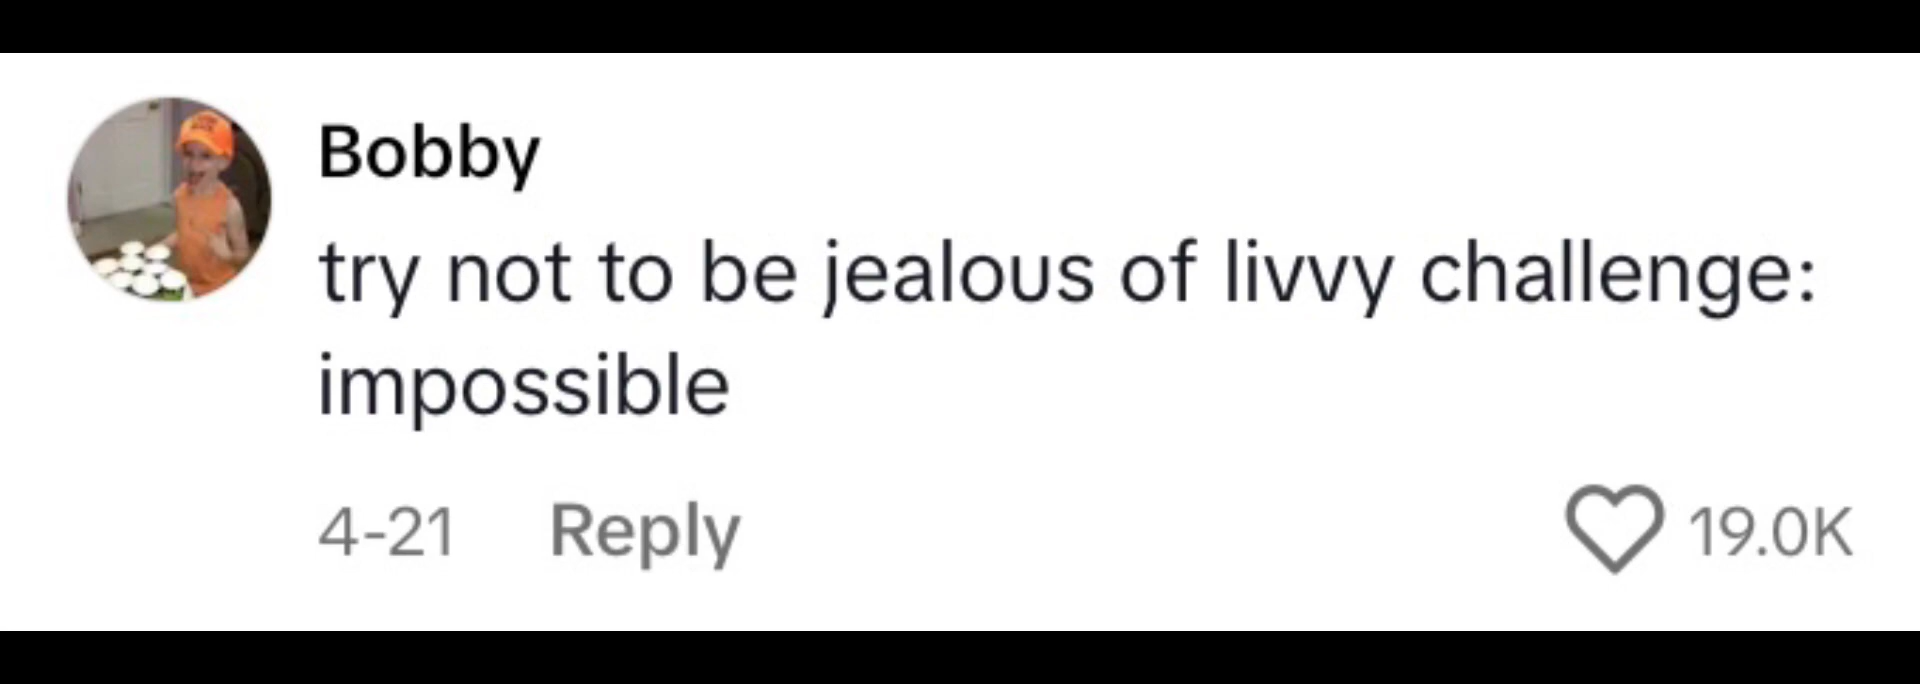 Bobby
try not to be jealous of livvy challenge:
impossible
4-21 Reply 19.0K